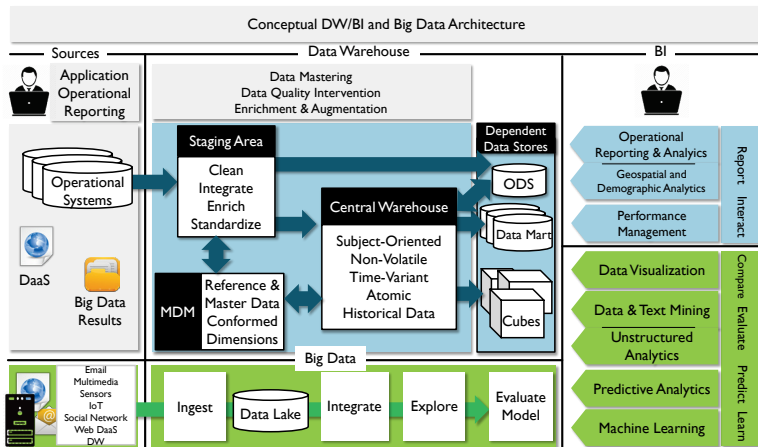 Conceptual DW/BI and Big Data Architecture
Sources
Data Warehouse
BI
Application
Operational
Reporting
Data Mastering
Data Quality Intervention
Enrichment & Augmentation
Operational
Systems
DaaS
Big Data
Results
Staging Area
Clean
Integrate
Enrich
Standardize
MDM
Reference &
Master Data
Conformed
Dimensions
Central Warehouse
Subject-Oriented
Non-Volatile
Time-Variant
Atomic
Historical Data
Dependent
Data Stores
ODS
Data Mart
Cubes
Operational
Reporting & Analyics
Geospatial and
Demographic Analytics
Performance
Management
Report
Interact
Data Visualization
Data & Text Mining
Unstructured
Analytics
Predictive Analytics
Machine Learning
Compare
Evaluate
Predict
Learn
Big Data
Email
Multimedia
Sensors
IoT
Social Network
Web DaaS
DW
Ingest
Data Lake
Integrate
Explore
Evaluate
Model